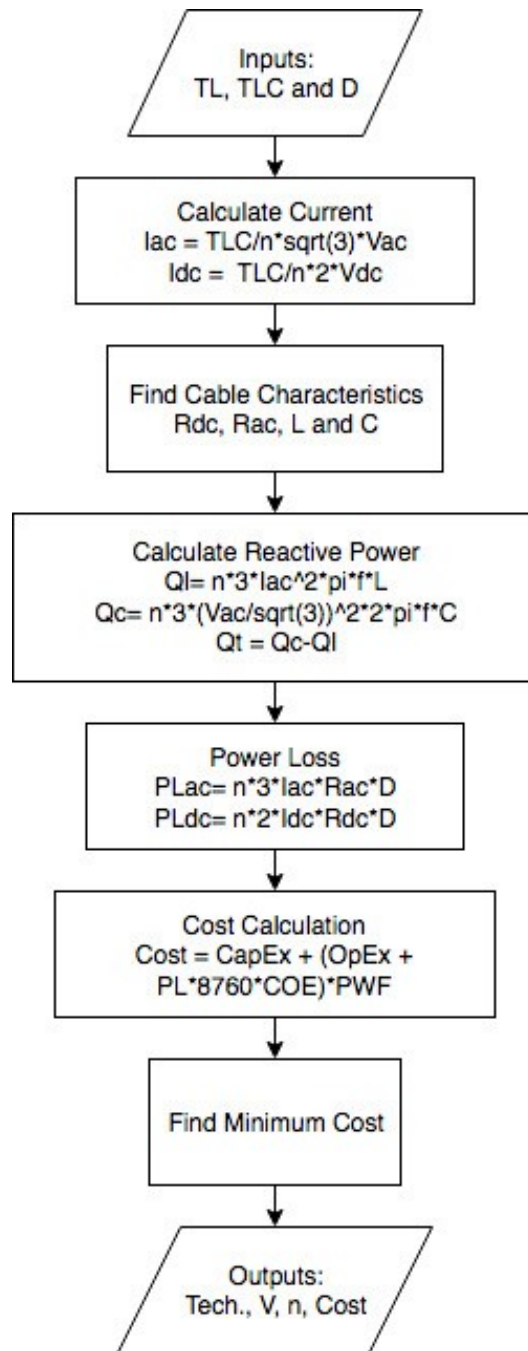 Inputs:
TL, TLC and D
Calculate Current
Iac = TLC/n*sqrt(3)*Vac
Idc = TLC/n*2*Vdc
Find Cable Characteristics
Rdc, Rac, L and C
Calculate Reactive Power
Ql= n*3*Iac^2*pi*f*L
Qc= n*3*(Vac/sqrt(3))^2*2*pi*f*C
Qt = Qc-Ql
Power Loss
PLac= n*3*Iac*Rac*D
PLdc= n*2*Idc*Rdc*D
Cost Calculation
Cost = CapEx + (OpEx +
PL*8760*COE)*PWF
Find Minimum Cost
Outputs:
Tech., V, n, Cost